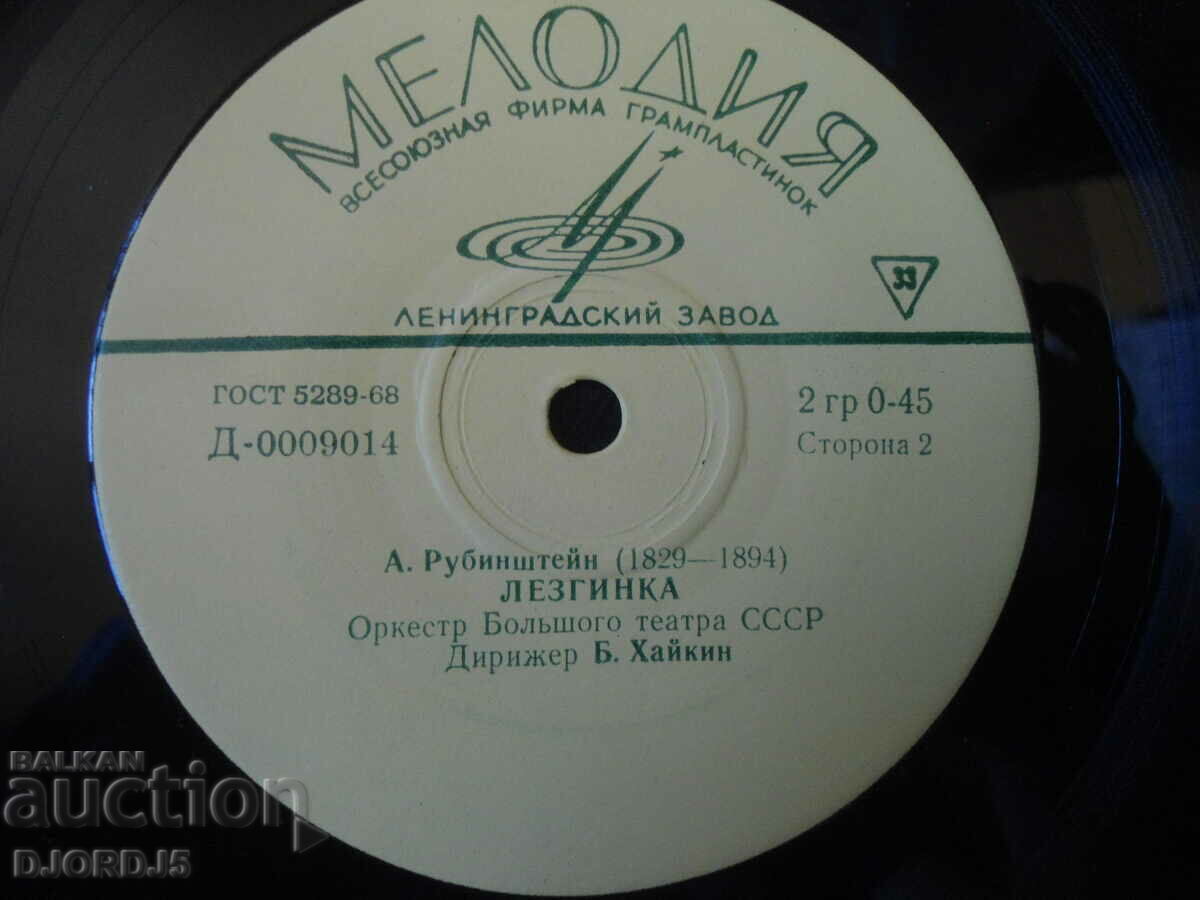 МЕЛОДИЯ
ВСЕСОЮЗНАЯ ФИРМА ГРАМПЛАСТИНОК
33
ЛЕНИНГРАДСКИЙ ЗАВОД
ГОСТ 5289-68
2 гр 0-45
Д-0009014
Сторона 2
А. Рубинштейн (1829—1894)
ЛЕЗГИНКА
Оркестр Большого театра СССР
Дирижер Б. Хайкин
BALKAN
auction
DJORDJ5